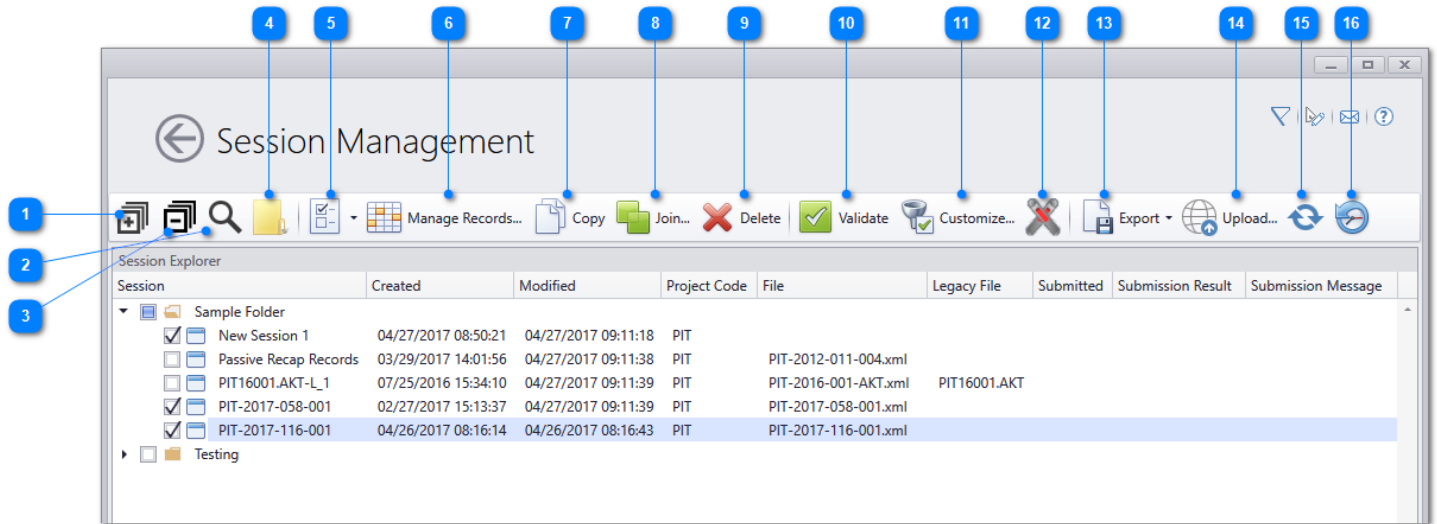 4 5 6 7 8 9 10 11 12 13 14 15 16
Session Management
1
Manage Records... Copy Join... Delete Validate Customize... Export Upload...
2
Session Explorer
Session Created Modified Project Code File Legacy File Submitted Submission Result Submission Message
3
Sample Folder
New Session 1 04/27/2017 08:50:21 04/27/2017 09:11:18 PIT
Passive Recap Records 03/29/2017 14:01:56 04/27/2017 09:11:38 PIT PIT-2012-011-004.xml
PIT16001.AKT-L_1 07/25/2016 15:34:10 04/27/2017 09:11:39 PIT PIT-2016-001-AKT.xml PIT16001.AKT
PIT-2017-058-001 02/27/2017 15:13:37 04/27/2017 09:11:39 PIT PIT-2017-058-001.xml
PIT-2017-116-001 04/26/2017 08:16:14 04/26/2017 08:16:43 PIT PIT-2017-116-001.xml
Testing